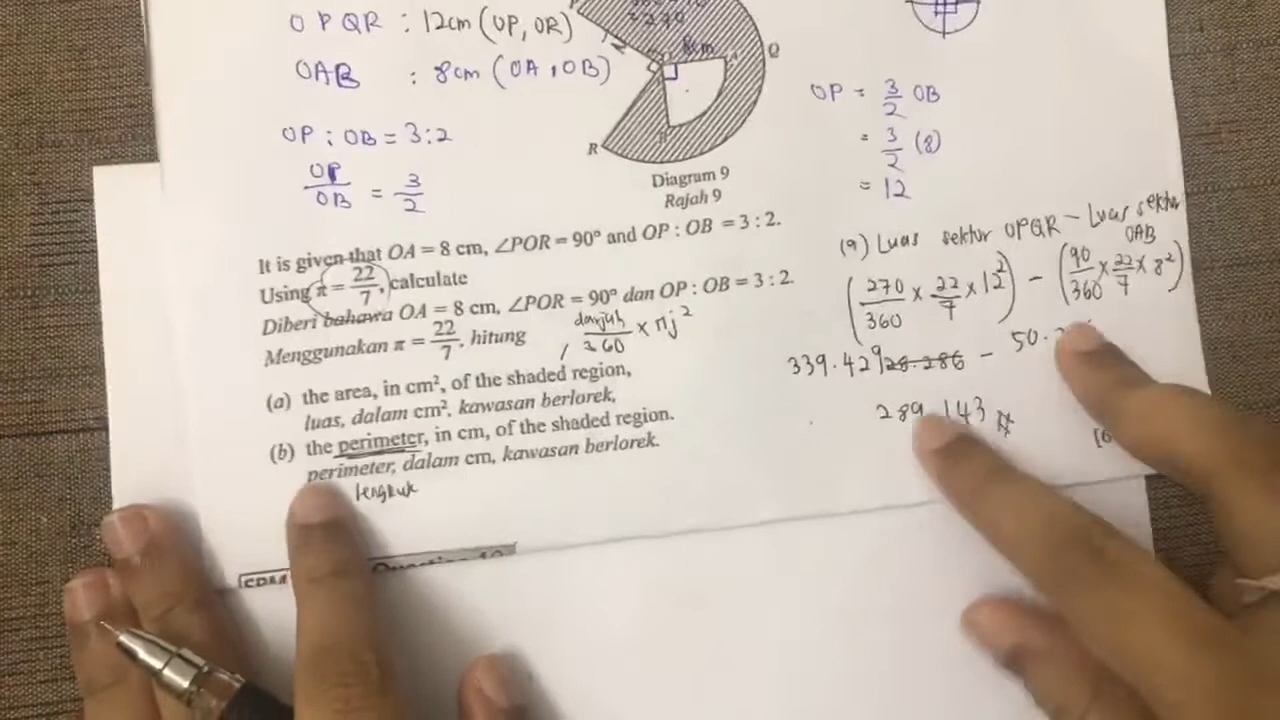 OPQR : 12cm (OP, OR)
OAB : 8cm (OA, OB)
OP : OB = 3:2
OP/OB = 3/2
8cm
Q
R
Diagram 9
Rajah 9
OP = 3/2 OB
= 3/2 (8)
= 12
It is given that OA = 8 cm, ∠POR = 90° and OP : OB = 3 : 2.
Using π = 22/7, calculate
Diberi bahawa OA = 8 cm, ∠POR = 90° dan OP : OB = 3 : 2.
Menggunakan π = 22/7, hitung
darjah/360 × πj²
(a) the area, in cm², of the shaded region,
luas, dalam cm², kawasan berlorek,
(b) the perimeter, in cm, of the shaded region.
perimeter, dalam cm, kawasan berlorek.
lengkuk
(a) Luas sektor OPQR – Luas sektor OAB
(270/360 × 22/7 × 12²) – (90/360 × 22/7 × 8²)
339.429 – 50.
289.143
[6